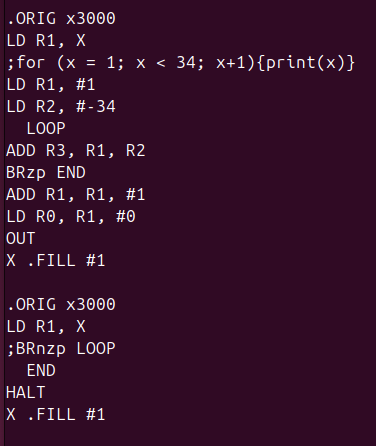 .ORIG x3000
LD R1, X
;for (x = 1; x < 34; x+1){print(x)}
LD R1, #1
LD R2, #-34
  LOOP
ADD R3, R1, R2
BRzp END
ADD R1, R1, #1
LD R0, R1, #0
OUT
X .FILL #1

.ORIG x3000
LD R1, X
;BRnzp LOOP
  END
HALT
X .FILL #1